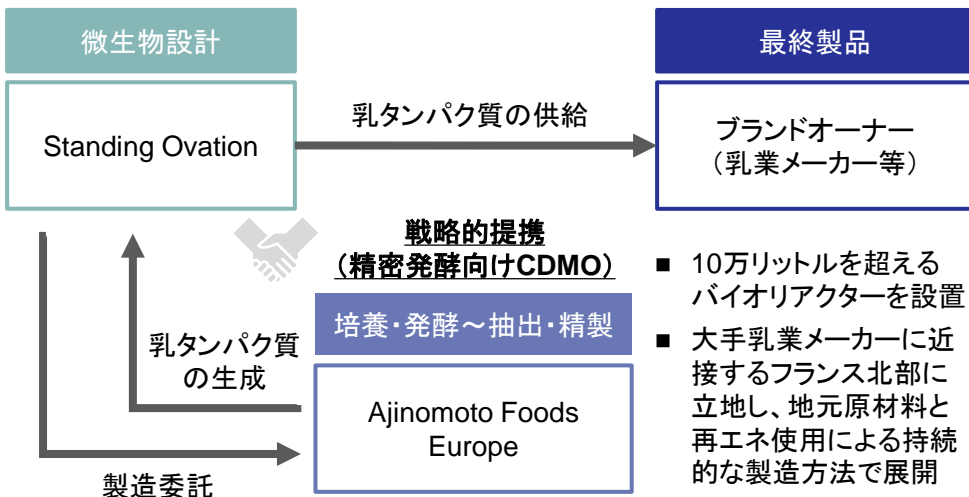 微生物設計
最終製品
Standing Ovation
乳タンパク質の供給
ブランドオーナー
（乳業メーカー等）
戦略的提携
（精密発酵向けCDMO）
培養・発酵～抽出・精製
乳タンパク質
の生成
Ajinomoto Foods
Europe
製造委託
■ 10万リットルを超える
バイオリアクターを設置
■ 大手乳業メーカーに近
接するフランス北部に
立地し、地元原材料と
再エネ使用による持続
的な製造方法で展開